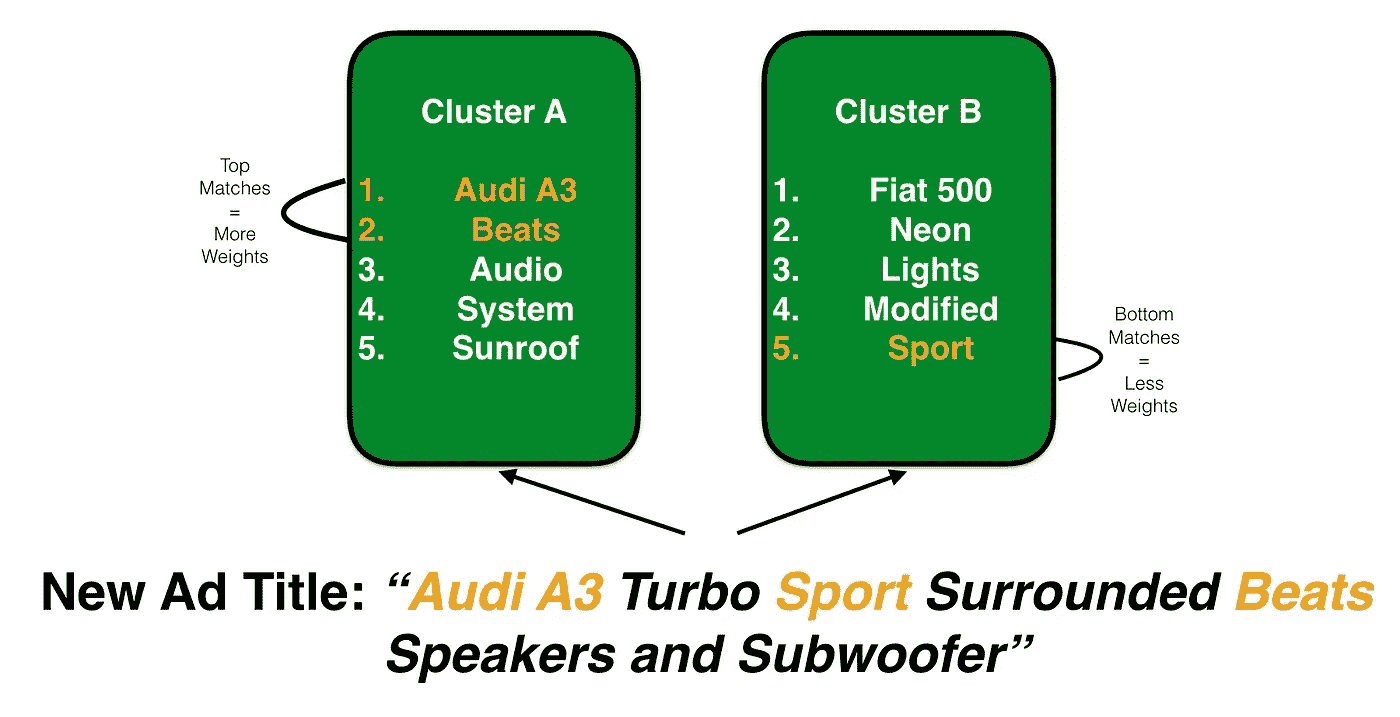 Cluster A
Top
Matches
=
More
Weights
1. Audi A3
2. Beats
3. Audio
4. System
5. Sunroof
Cluster B
1. Fiat 500
2. Neon
3. Lights
4. Modified
5. Sport
Bottom
Matches
=
Less
Weights
New Ad Title: “Audi A3 Turbo Sport Surrounded Beats
Speakers and Subwoofer”